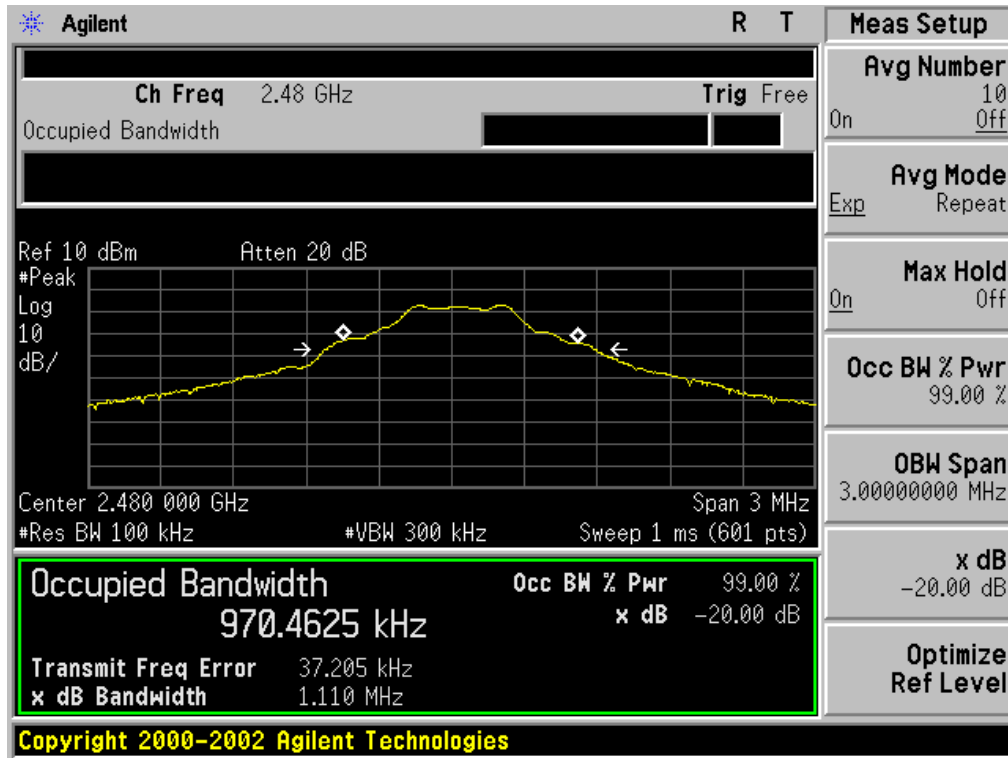 Agilent R T
Ch Freq 2.48 GHz Trig Free
Occupied Bandwidth
Ref 10 dBm Atten 20 dB
#Peak
Log
10
dB/
Center 2.480 000 GHz Span 3 MHz
#Res BW 100 kHz #VBW 300 kHz Sweep 1 ms (601 pts)
Occupied Bandwidth Occ BW % Pwr 99.00 %
970.4625 kHz x dB -20.00 dB
Transmit Freq Error 37.205 kHz
x dB Bandwidth 1.110 MHz
Copyright 2000-2002 Agilent Technologies
Meas Setup
Avg Number
10
On Off
Avg Mode
Exp Repeat
Max Hold
On Off
Occ BW % Pwr
99.00 %
OBW Span
3.00000000 MHz
x dB
-20.00 dB
Optimize
Ref Level